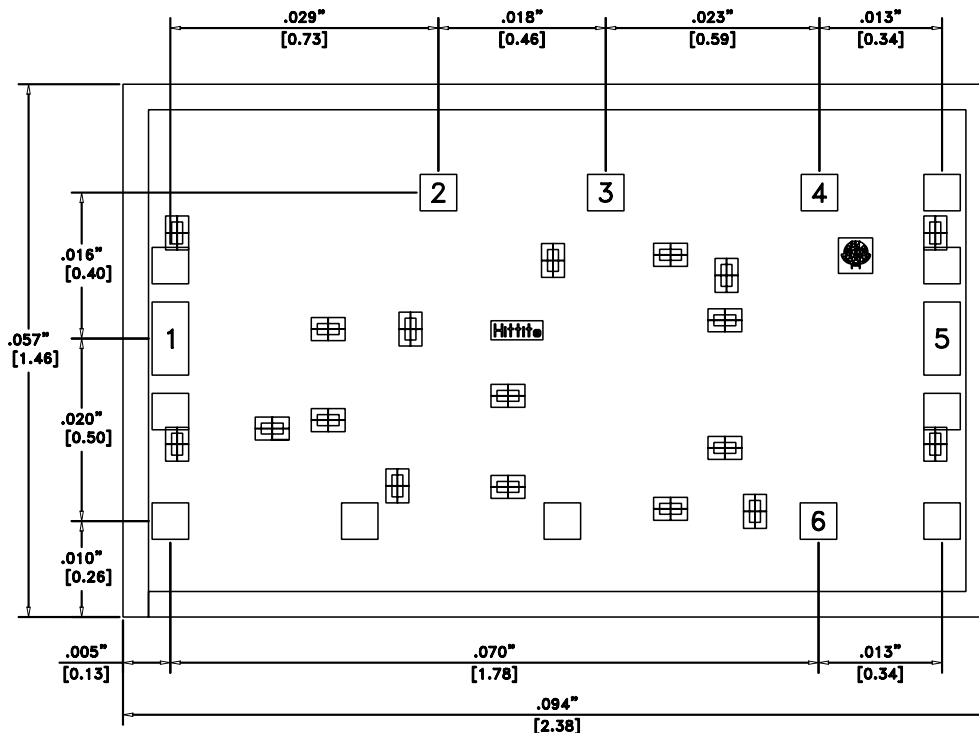 .029” .018” .023” .013”
[0.73] [0.46] [0.59] [0.34]
2 3 4
.016”
[0.40]
.057”
[1.46]
1 Hittite 5
.020”
[0.50]
6
.010”
[0.26]
.005” .070” .013”
[0.13] [1.78] [0.34]
.094”
[2.38]